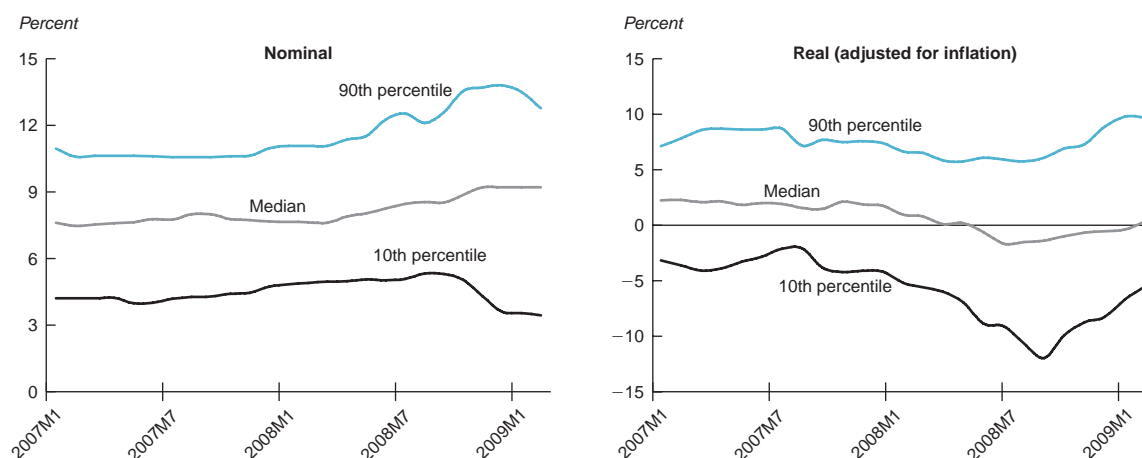 Percent
Nominal
15
12
9
6
3
0
90th percentile
Median
10th percentile
2007M1
2007M7
2008M1
2008M7
2009M1
Percent
Real (adjusted for inflation)
15
10
5
0
−5
−10
−15
90th percentile
Median
10th percentile
2007M1
2007M7
2008M1
2008M7
2009M1